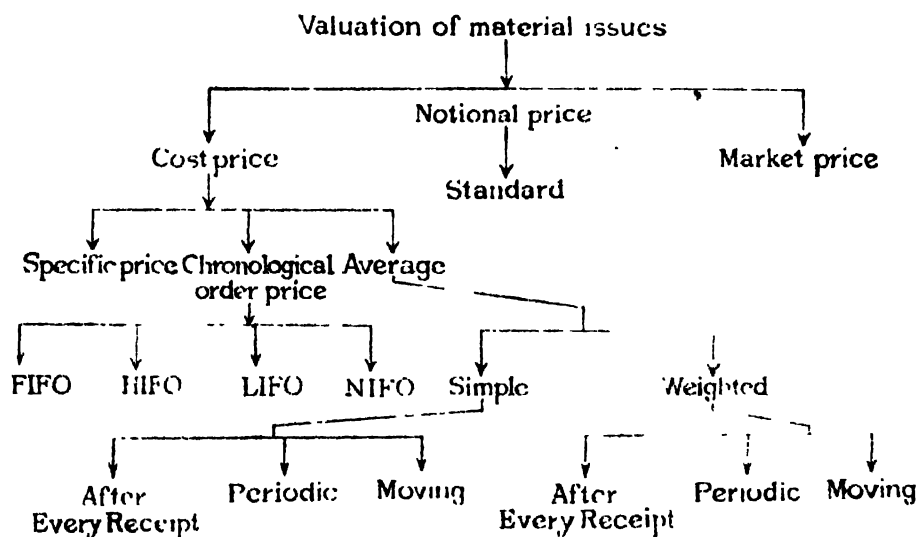 Valuation of material issues
Notional price
Cost price
Market price
Standard
Specific price Chronological Average
order price
FIFO HIFO LIFO NIFO Simple Weighted
After Periodic Moving After Periodic Moving
Every Receipt Every Receipt